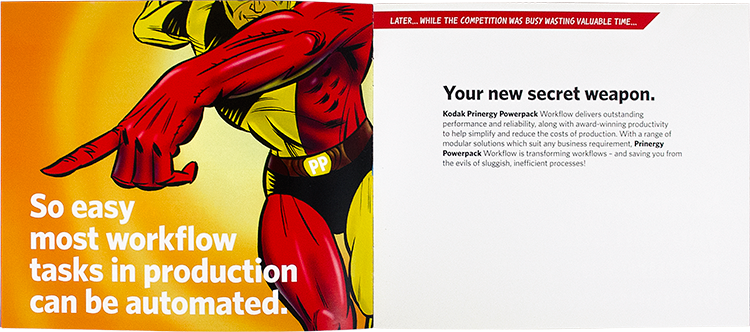 PP
So easy
most workflow
tasks in production
can be automated.
LATER... WHILE THE COMPETITION WAS BUSY WASTING VALUABLE TIME...
Your new secret weapon.
Kodak Prinergy Powerpack Workflow delivers outstanding
performance and reliability, along with award-winning productivity
to help simplify and reduce the costs of production. With a range of
modular solutions which suit any business requirement, Prinergy
Powerpack Workflow is transforming workflows – and saving you from
the evils of sluggish, inefficient processes!